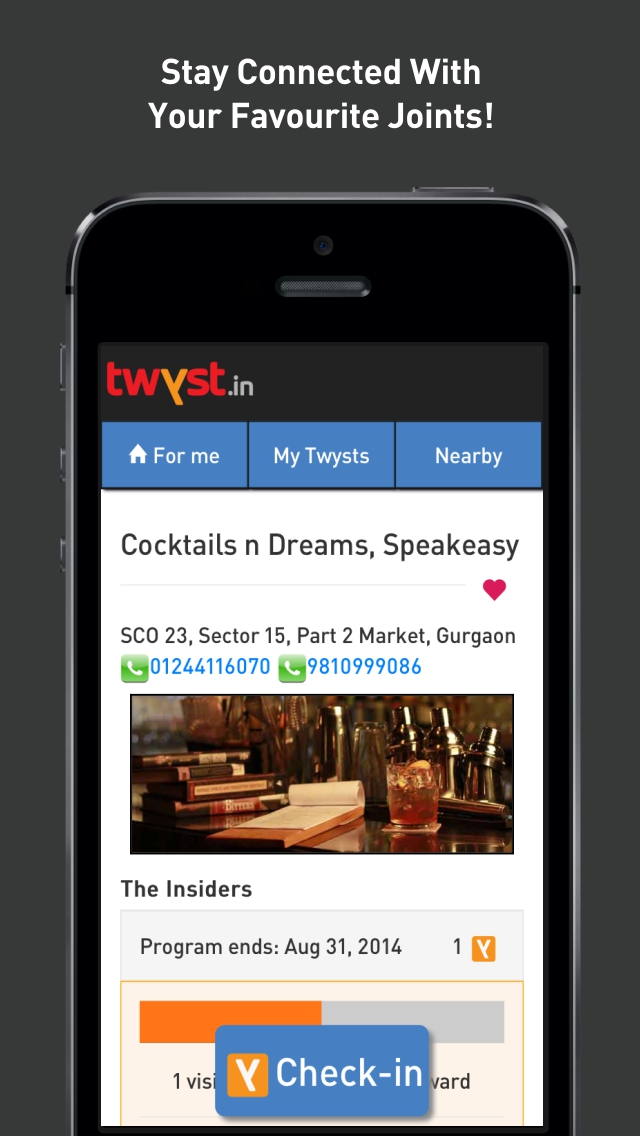 Stay Connected With
Your Favourite Joints!
twyst.in
For me My Twysts Nearby
Cocktails n Dreams, Speakeasy
SCO 23, Sector 15, Part 2 Market, Gurgaon
01244116070 9810999086
BITTERS
The Insiders
Program ends: Aug 31, 2014 1 Y
1 visi vard
Y Check-in